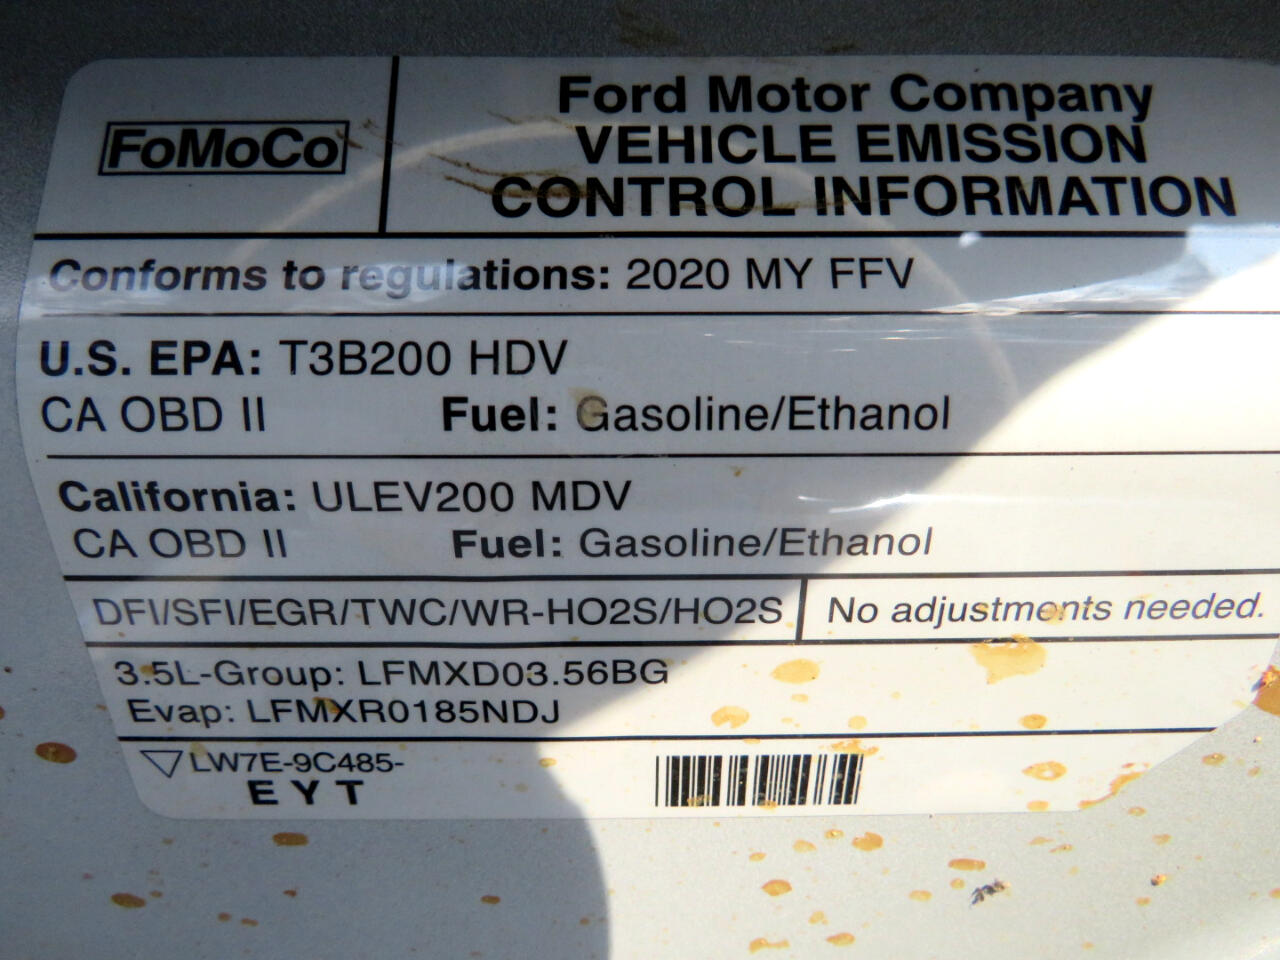 FoMoCo
Ford Motor Company
VEHICLE EMISSION
CONTROL INFORMATION
Conforms to regulations: 2020 MY FFV
U.S. EPA: T3B200 HDV
CA OBD II Fuel: Gasoline/Ethanol
California: ULEV200 MDV
CA OBD II Fuel: Gasoline/Ethanol
DFI/SFI/EGR/TWC/WR-HO2S/HO2S No adjustments needed.
3.5L-Group: LFMXD03.56BG
Evap: LFMXR0185NDJ
LW7E-9C485-
EYT